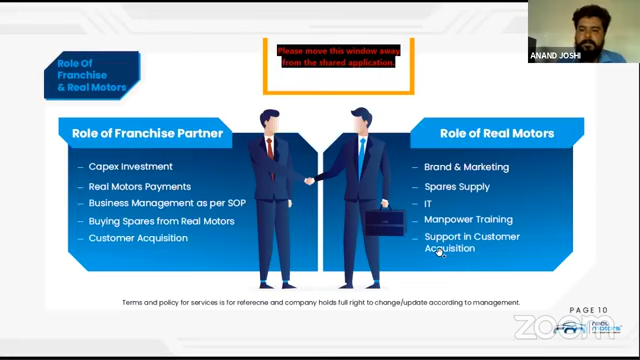 Role Of
Franchise
& Real Motors
Please move this window away
from the shared application.
ANAND JOSHI
Role of Franchise Partner
– Capex Investment
– Real Motors Payments
– Business Management as per SOP
– Buying Spares from Real Motors
– Customer Acquisition
Role of Real Motors
– Brand & Marketing
– Spares Supply
– IT
– Manpower Training
– Support in Customer
Acquisition
Terms and policy for services is for referecne and company holds full right to change/update according to management.
PAGE 10
real
motors
zoom